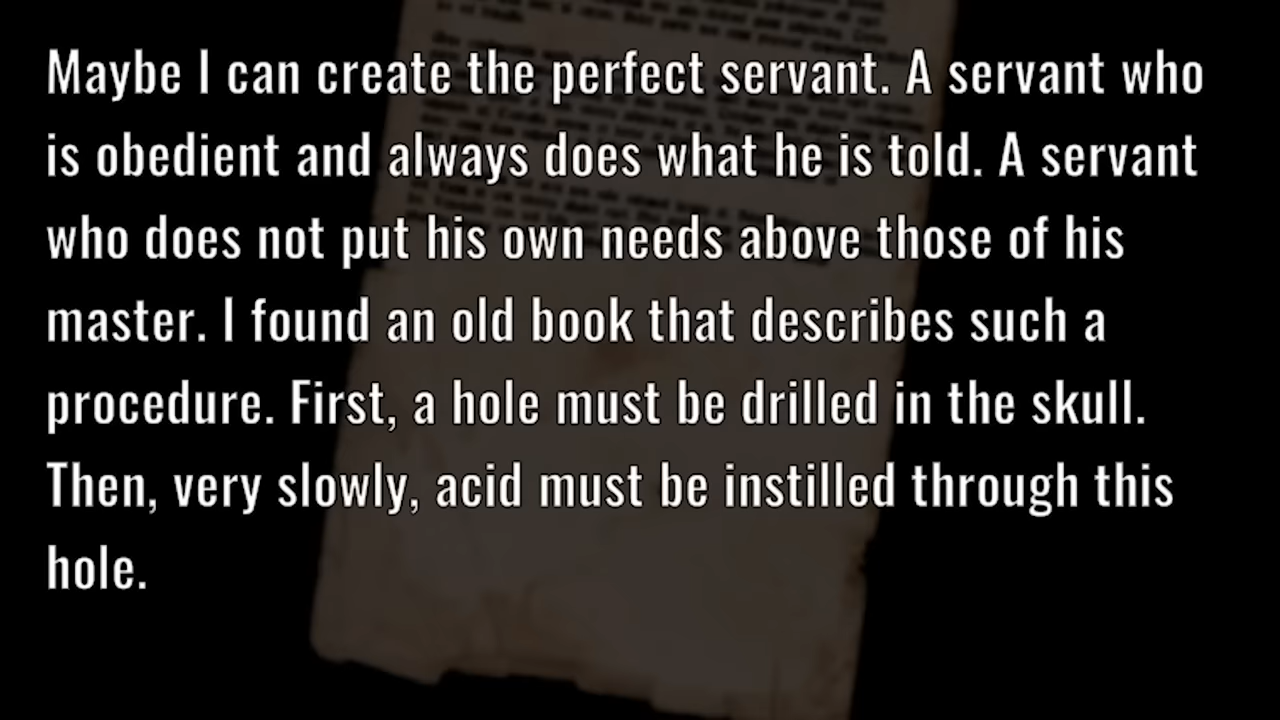 Maybe I can create the perfect servant. A servant who
is obedient and always does what he is told. A servant
who does not put his own needs above those of his
master. I found an old book that describes such a
procedure. First, a hole must be drilled in the skull.
Then, very slowly, acid must be instilled through this
hole.